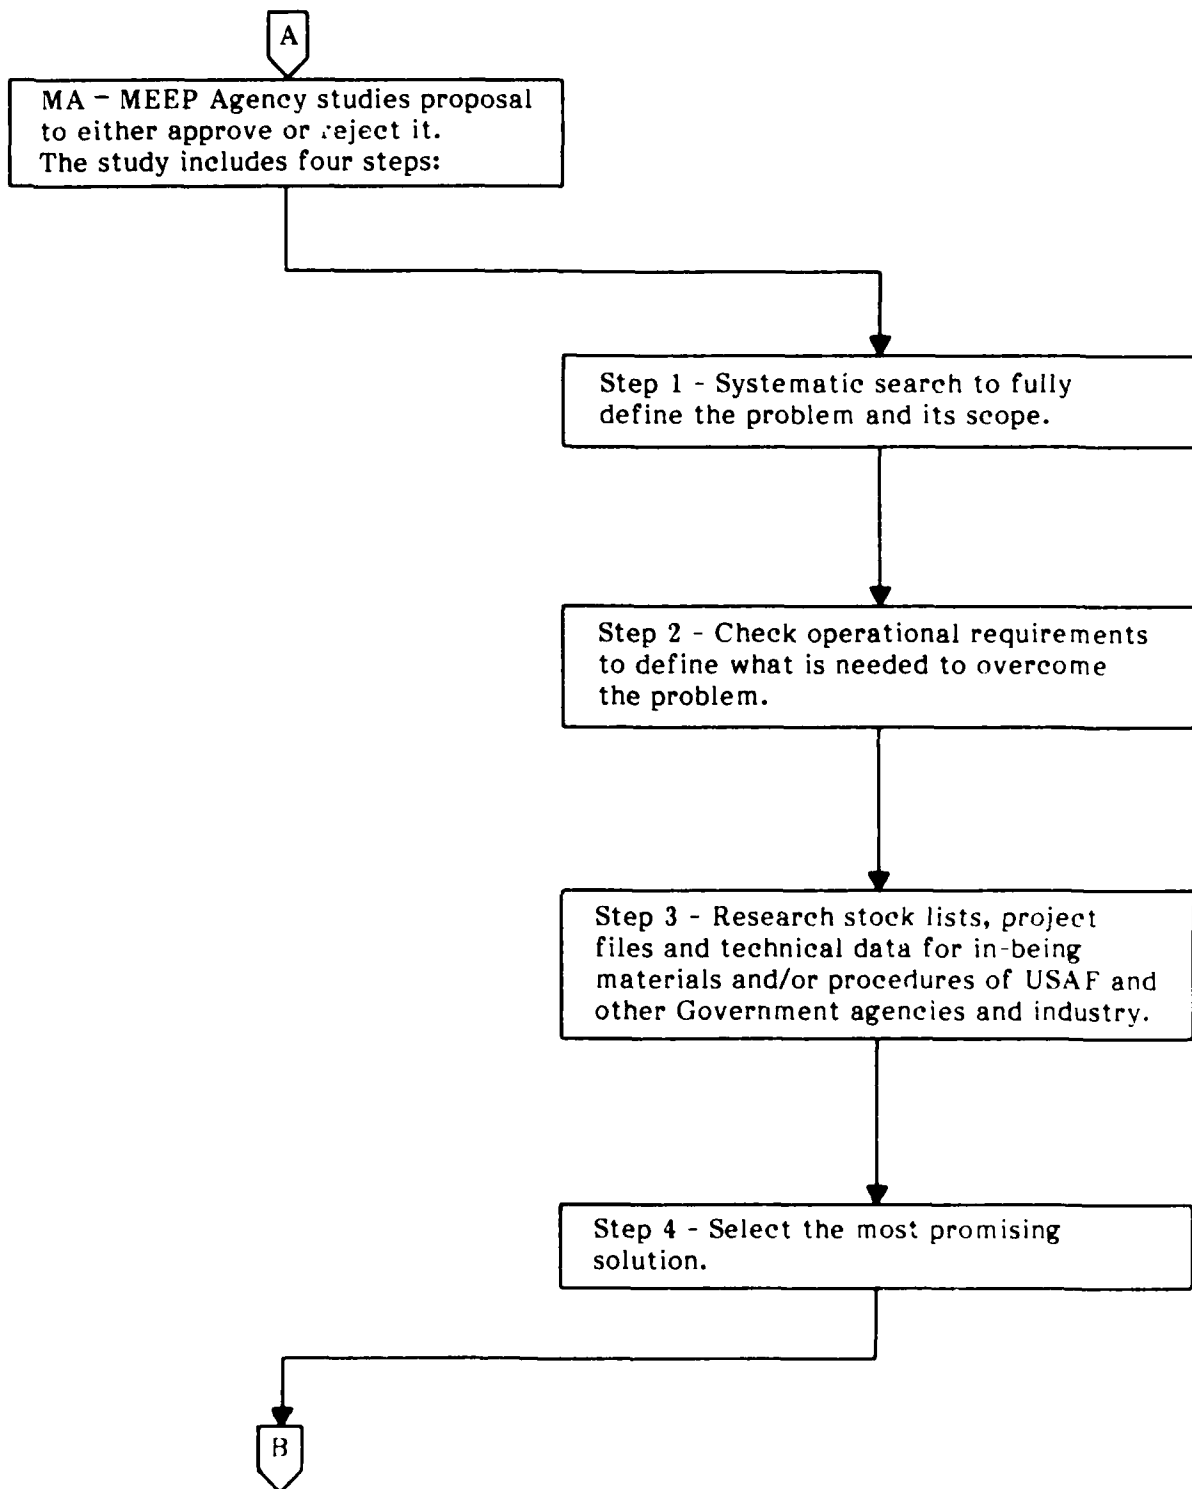 A
MA - MEEP Agency studies proposal
to either approve or reject it.
The study includes four steps:
Step 1 - Systematic search to fully
define the problem and its scope.
Step 2 - Check operational requirements
to define what is needed to overcome
the problem.
Step 3 - Research stock lists, project
files and technical data for in-being
materials and/or procedures of USAF and
other Government agencies and industry.
Step 4 - Select the most promising
solution.
B